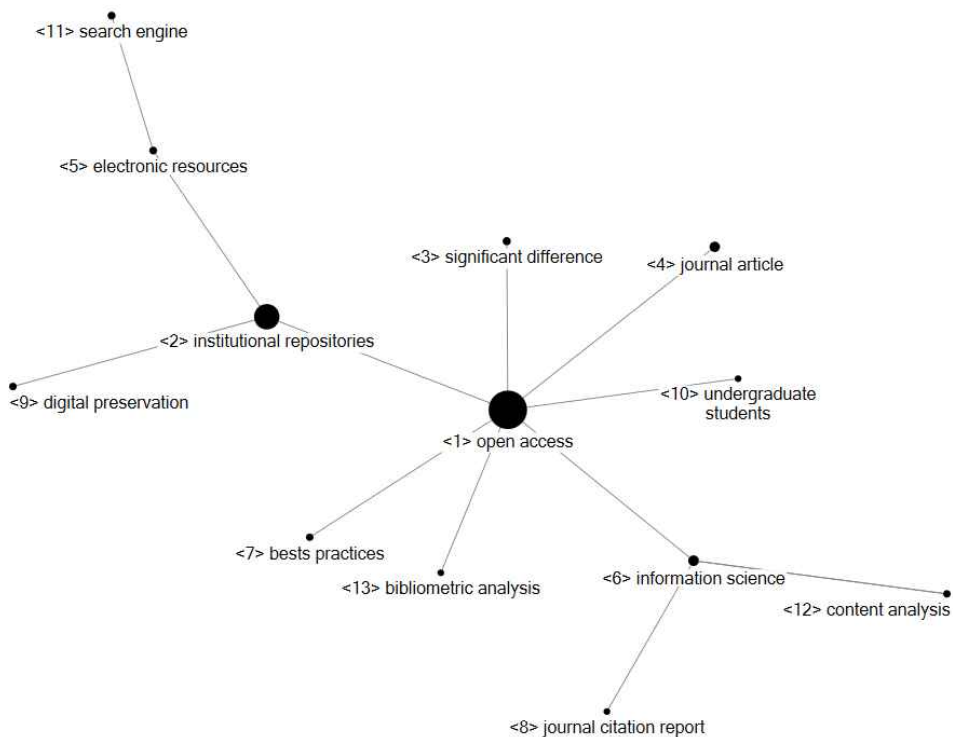 <11> search engine
<5> electronic resources
<3> significant difference
<4> journal article
<2> institutional repositories
<9> digital preservation
<10> undergraduate
students
<1> open access
<7> bests practices
<13> bibliometric analysis
<6> information science
<12> content analysis
<8> journal citation report